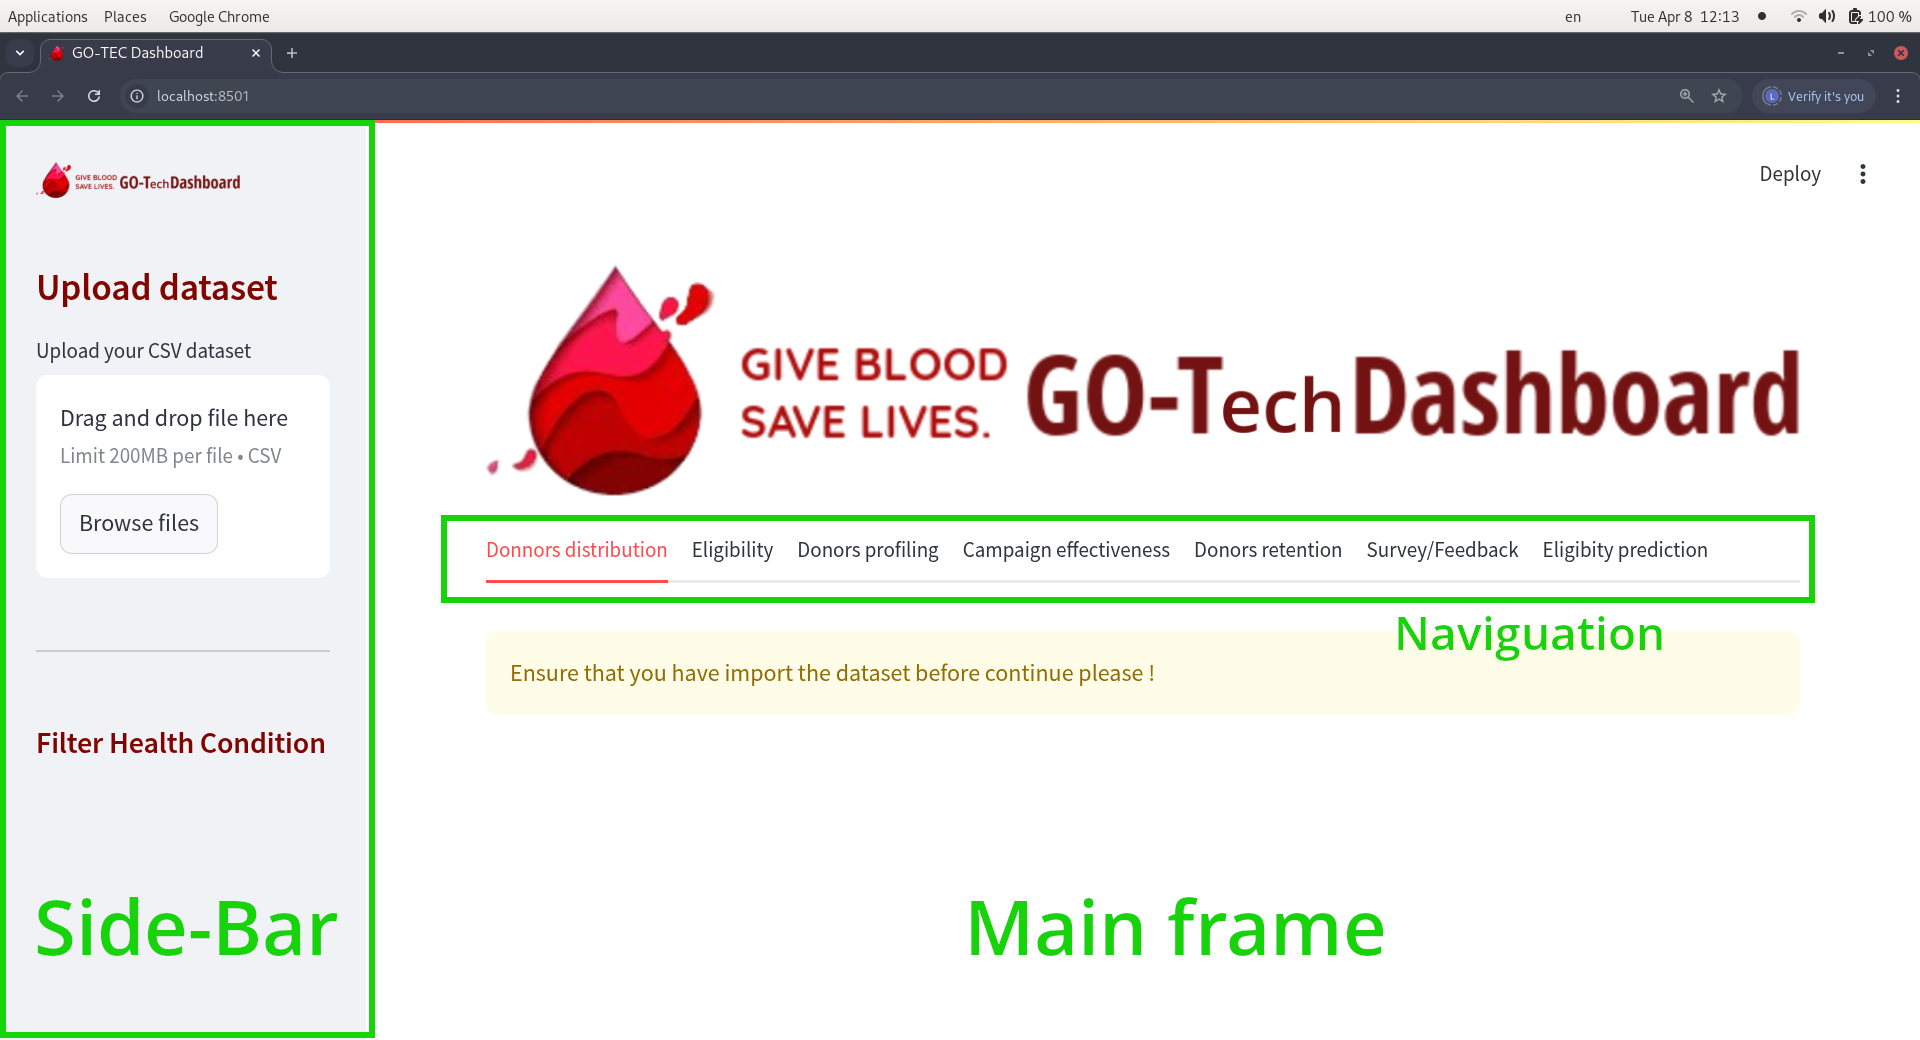 Applications Places Google Chrome en Tue Apr 8 12:13 100 %
GO-TEC Dashboard
localhost:8501 L Verify it's you
GIVE BLOOD
SAVE LIVES. GO-TechDashboard
Upload dataset
Upload your CSV dataset
Drag and drop file here
Limit 200MB per file • CSV
Browse files
Filter Health Condition
Side-Bar
Deploy
GIVE BLOOD
SAVE LIVES. GO-TechDashboard
Donnors distribution Eligibility Donors profiling Campaign effectiveness Donors retention Survey/Feedback Eligibity prediction
Naviguation
Ensure that you have import the dataset before continue please !
Main frame